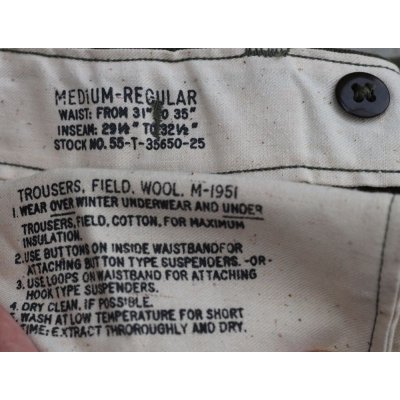 MEDIUM-REGULAR
WAIST: FROM 31" TO 35"
INSEAM: 29½" TO 32½"
STOCK NO. 55-T-35650-25
TROUSERS, FIELD, WOOL, M-1951
1. WEAR OVER WINTER UNDERWEAR AND UNDER
TROUSERS, FIELD, COTTON, FOR MAXIMUM
INSULATION.
2. USE BUTTONS ON INSIDE WAISTBAND FOR
ATTACHING BUTTON TYPE SUSPENDERS. -OR-
3. USE LOOPS ON WAISTBAND FOR ATTACHING
HOOK TYPE SUSPENDERS.
4. DRY CLEAN, IF POSSIBLE.
WASH AT LOW TEMPERATURE FOR SHORT
TIME: EXTRACT THROROUGHLY AND DRY.